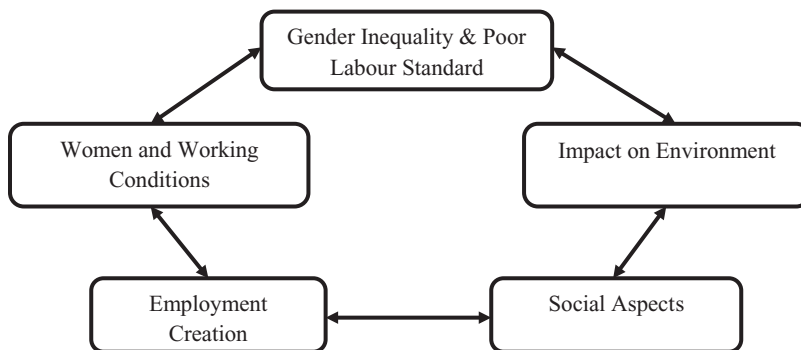 Gender Inequality & Poor
Labour Standard
Women and Working
Conditions
Impact on Environment
Employment
Creation
Social Aspects